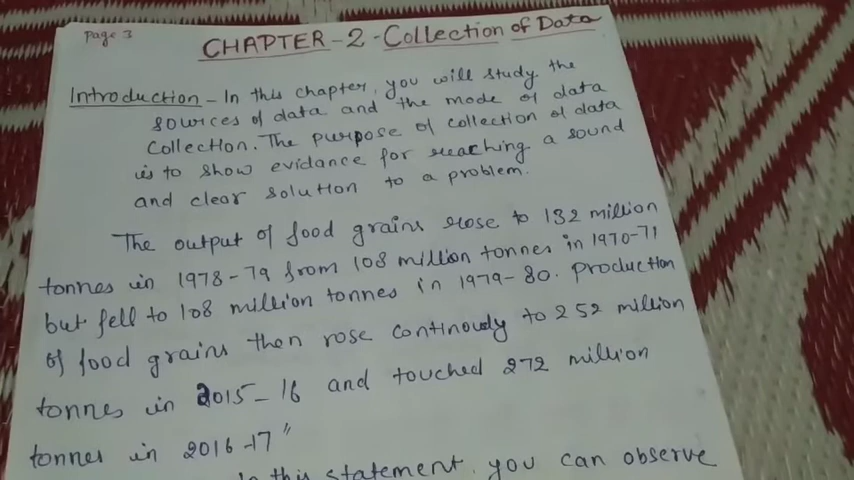 Page 3
CHAPTER-2-Collection of Data
Introduction - In this chapter, you will study the
sources of data and the mode of data
collection. The purpose of collection of data
is to show evidence for reaching a sound
and clear solution to a problem.
The output of food grains rose to 132 million
tonnes in 1978-79 from 108 million tonnes in 1970-71
but fell to 108 million tonnes in 1979-80. production
of food grains then rose continously to 252 million
tonnes in 2015-16 and touched 272 million
tonnes in 2016-17"
In this statement, you can observe